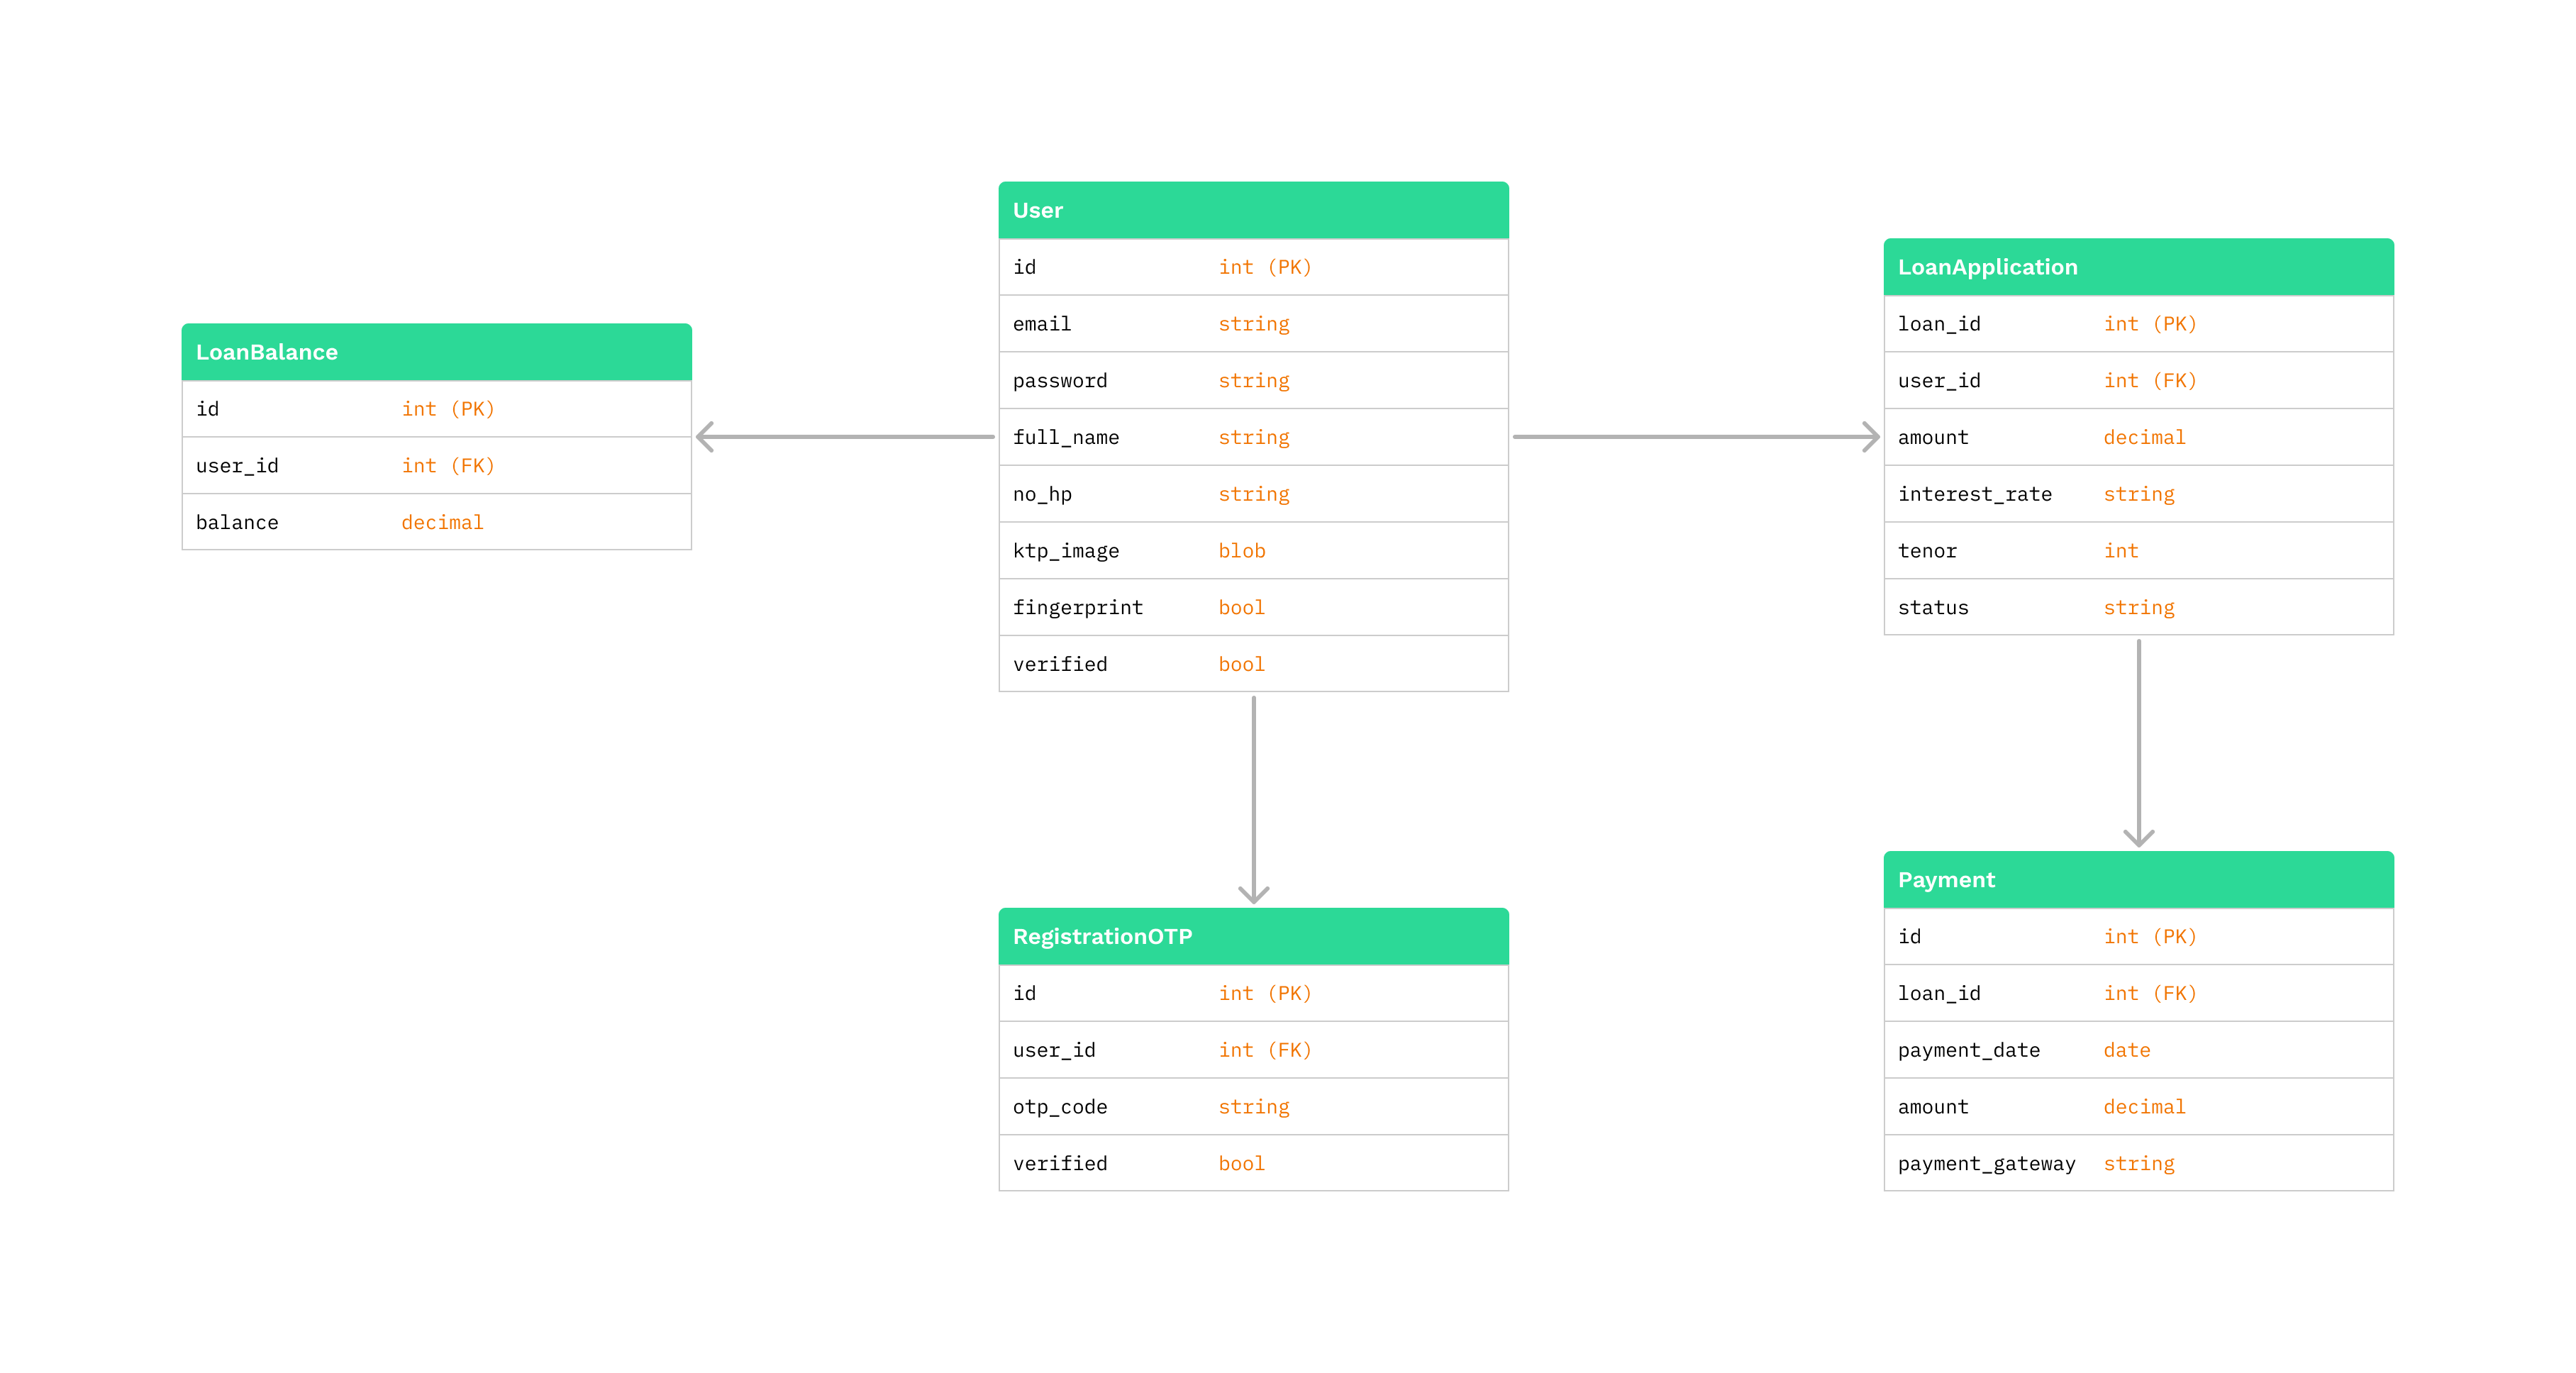 User
id int (PK)
email string
password string
full_name string
no_hp string
ktp_image blob
fingerprint bool
verified bool
LoanApplication
loan_id int (PK)
user_id int (FK)
amount decimal
interest_rate string
tenor int
status string
LoanBalance
id int (PK)
user_id int (FK)
balance decimal
RegistrationOTP
id int (PK)
user_id int (FK)
otp_code string
verified bool
Payment
id int (PK)
loan_id int (FK)
payment_date date
amount decimal
payment_gateway string